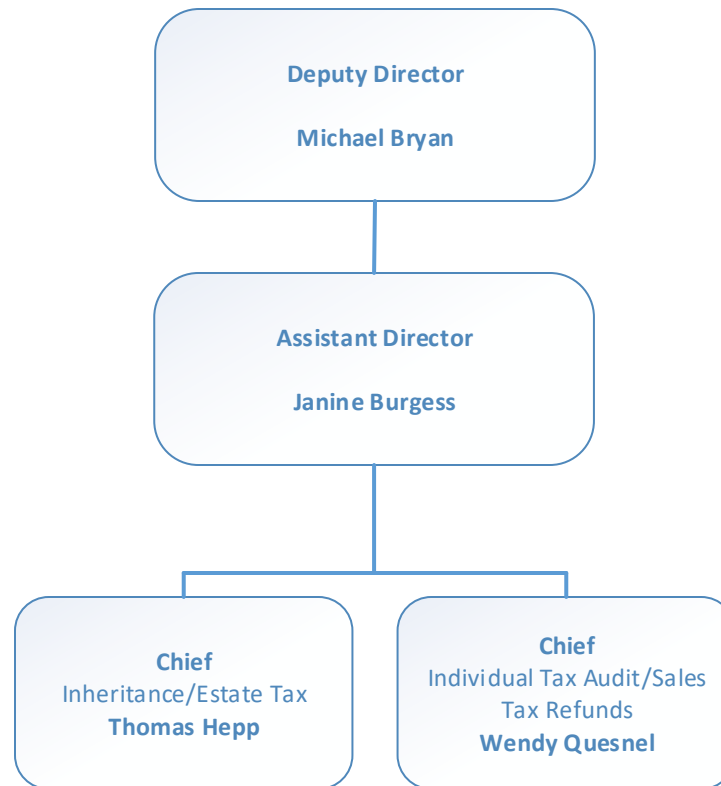 Deputy Director
Michael Bryan
Assistant Director
Janine Burgess
Chief
Inheritance/Estate Tax
Thomas Hepp
Chief
Individual Tax Audit/Sales
Tax Refunds
Wendy Quesnel